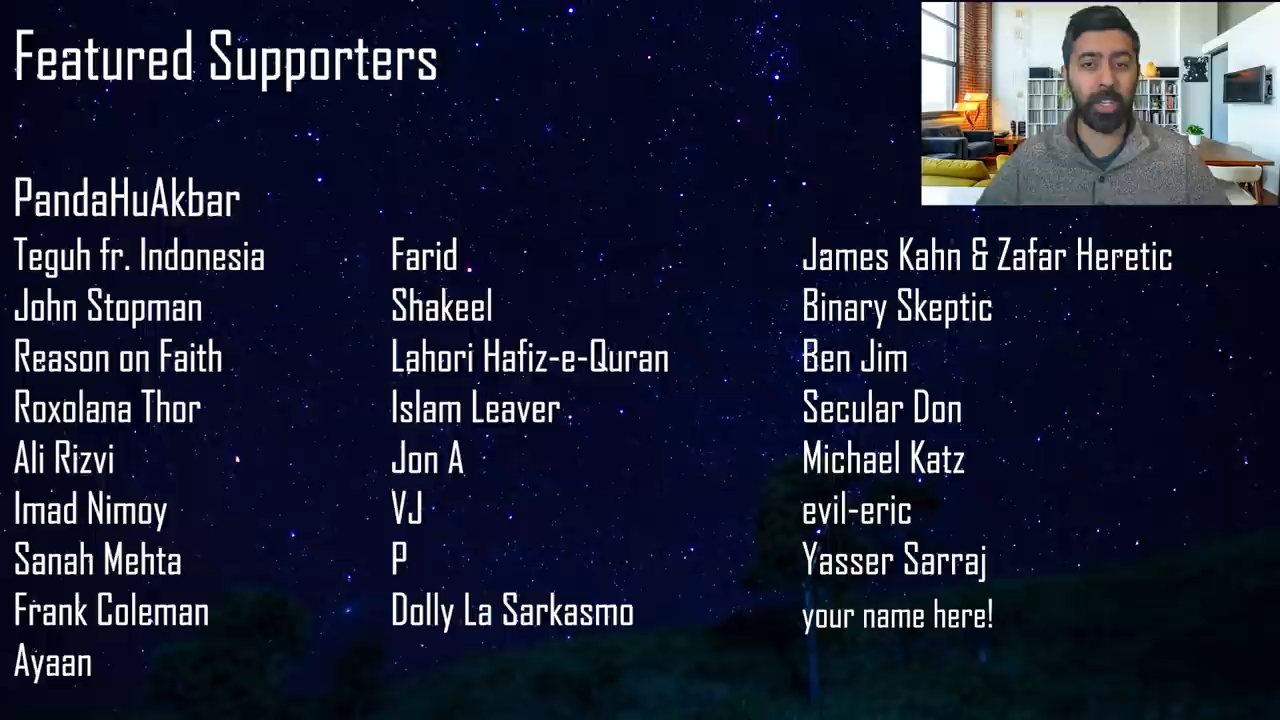 Featured Supporters
PandaHuAkbar
Teguh fr. Indonesia
John Stopman
Reason on Faith
Roxolana Thor
Ali Rizvi
Imad Nimoy
Sanah Mehta
Frank Coleman
Ayaan
Farid
Shakeel
Lahori Hafiz-e-Quran
Islam Leaver
Jon A
VJ
P
Dolly La Sarkasmo
James Kahn & Zafar Heretic
Binary Skeptic
Ben Jim
Secular Don
Michael Katz
evil-eric
Yasser Sarraj
your name here!